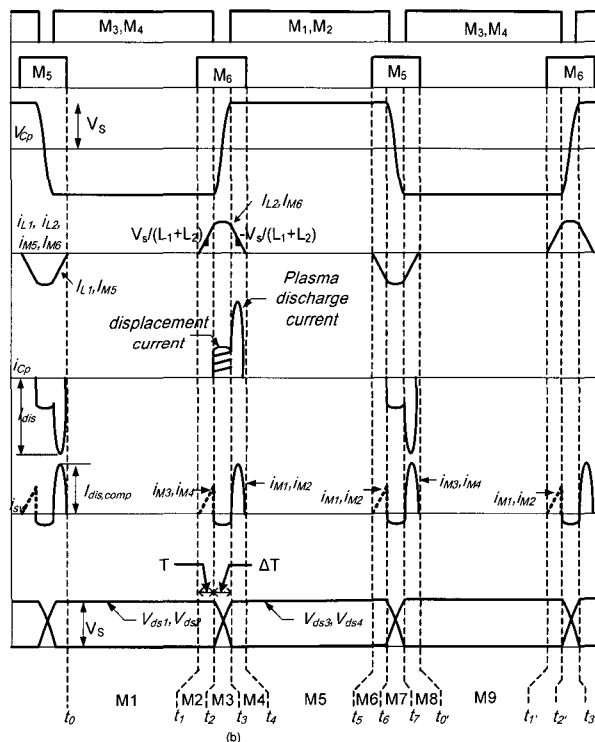 M3,M4 M1,M2 M3,M4
M5 M6 M5 M6
VCp VS
iL1, iL2,
iM5, IM6
Vs/(L1+L2) -Vs/(L1+L2)
IL2,IM6
IL1,IM5
Plasma
discharge
current
displacement
current
iCp
Idis
Idis,comp
isw
iM3,iM4 iM1,iM2 iM1,iM2 iM3,iM4 iM1,iM2
T ΔT
VS Vds1,Vds2 Vds3,Vds4
M1 M2 M3 M4 M5 M6 M7 M8 M9
t0 t1 t2 t3 t4 t5 t6 t7 t0' t1' t2' t3'
(b)